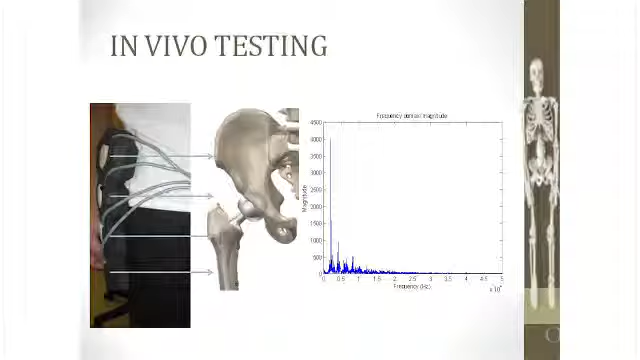 IN VIVO TESTING
Frequency domain magnitude
Magnitude
4500
4000
3500
3000
2500
2000
1500
1000
500
0
0 0.5 1 1.5 2 2.5 3 3.5 4 4.5 5
Frequency (Hz)
x 10